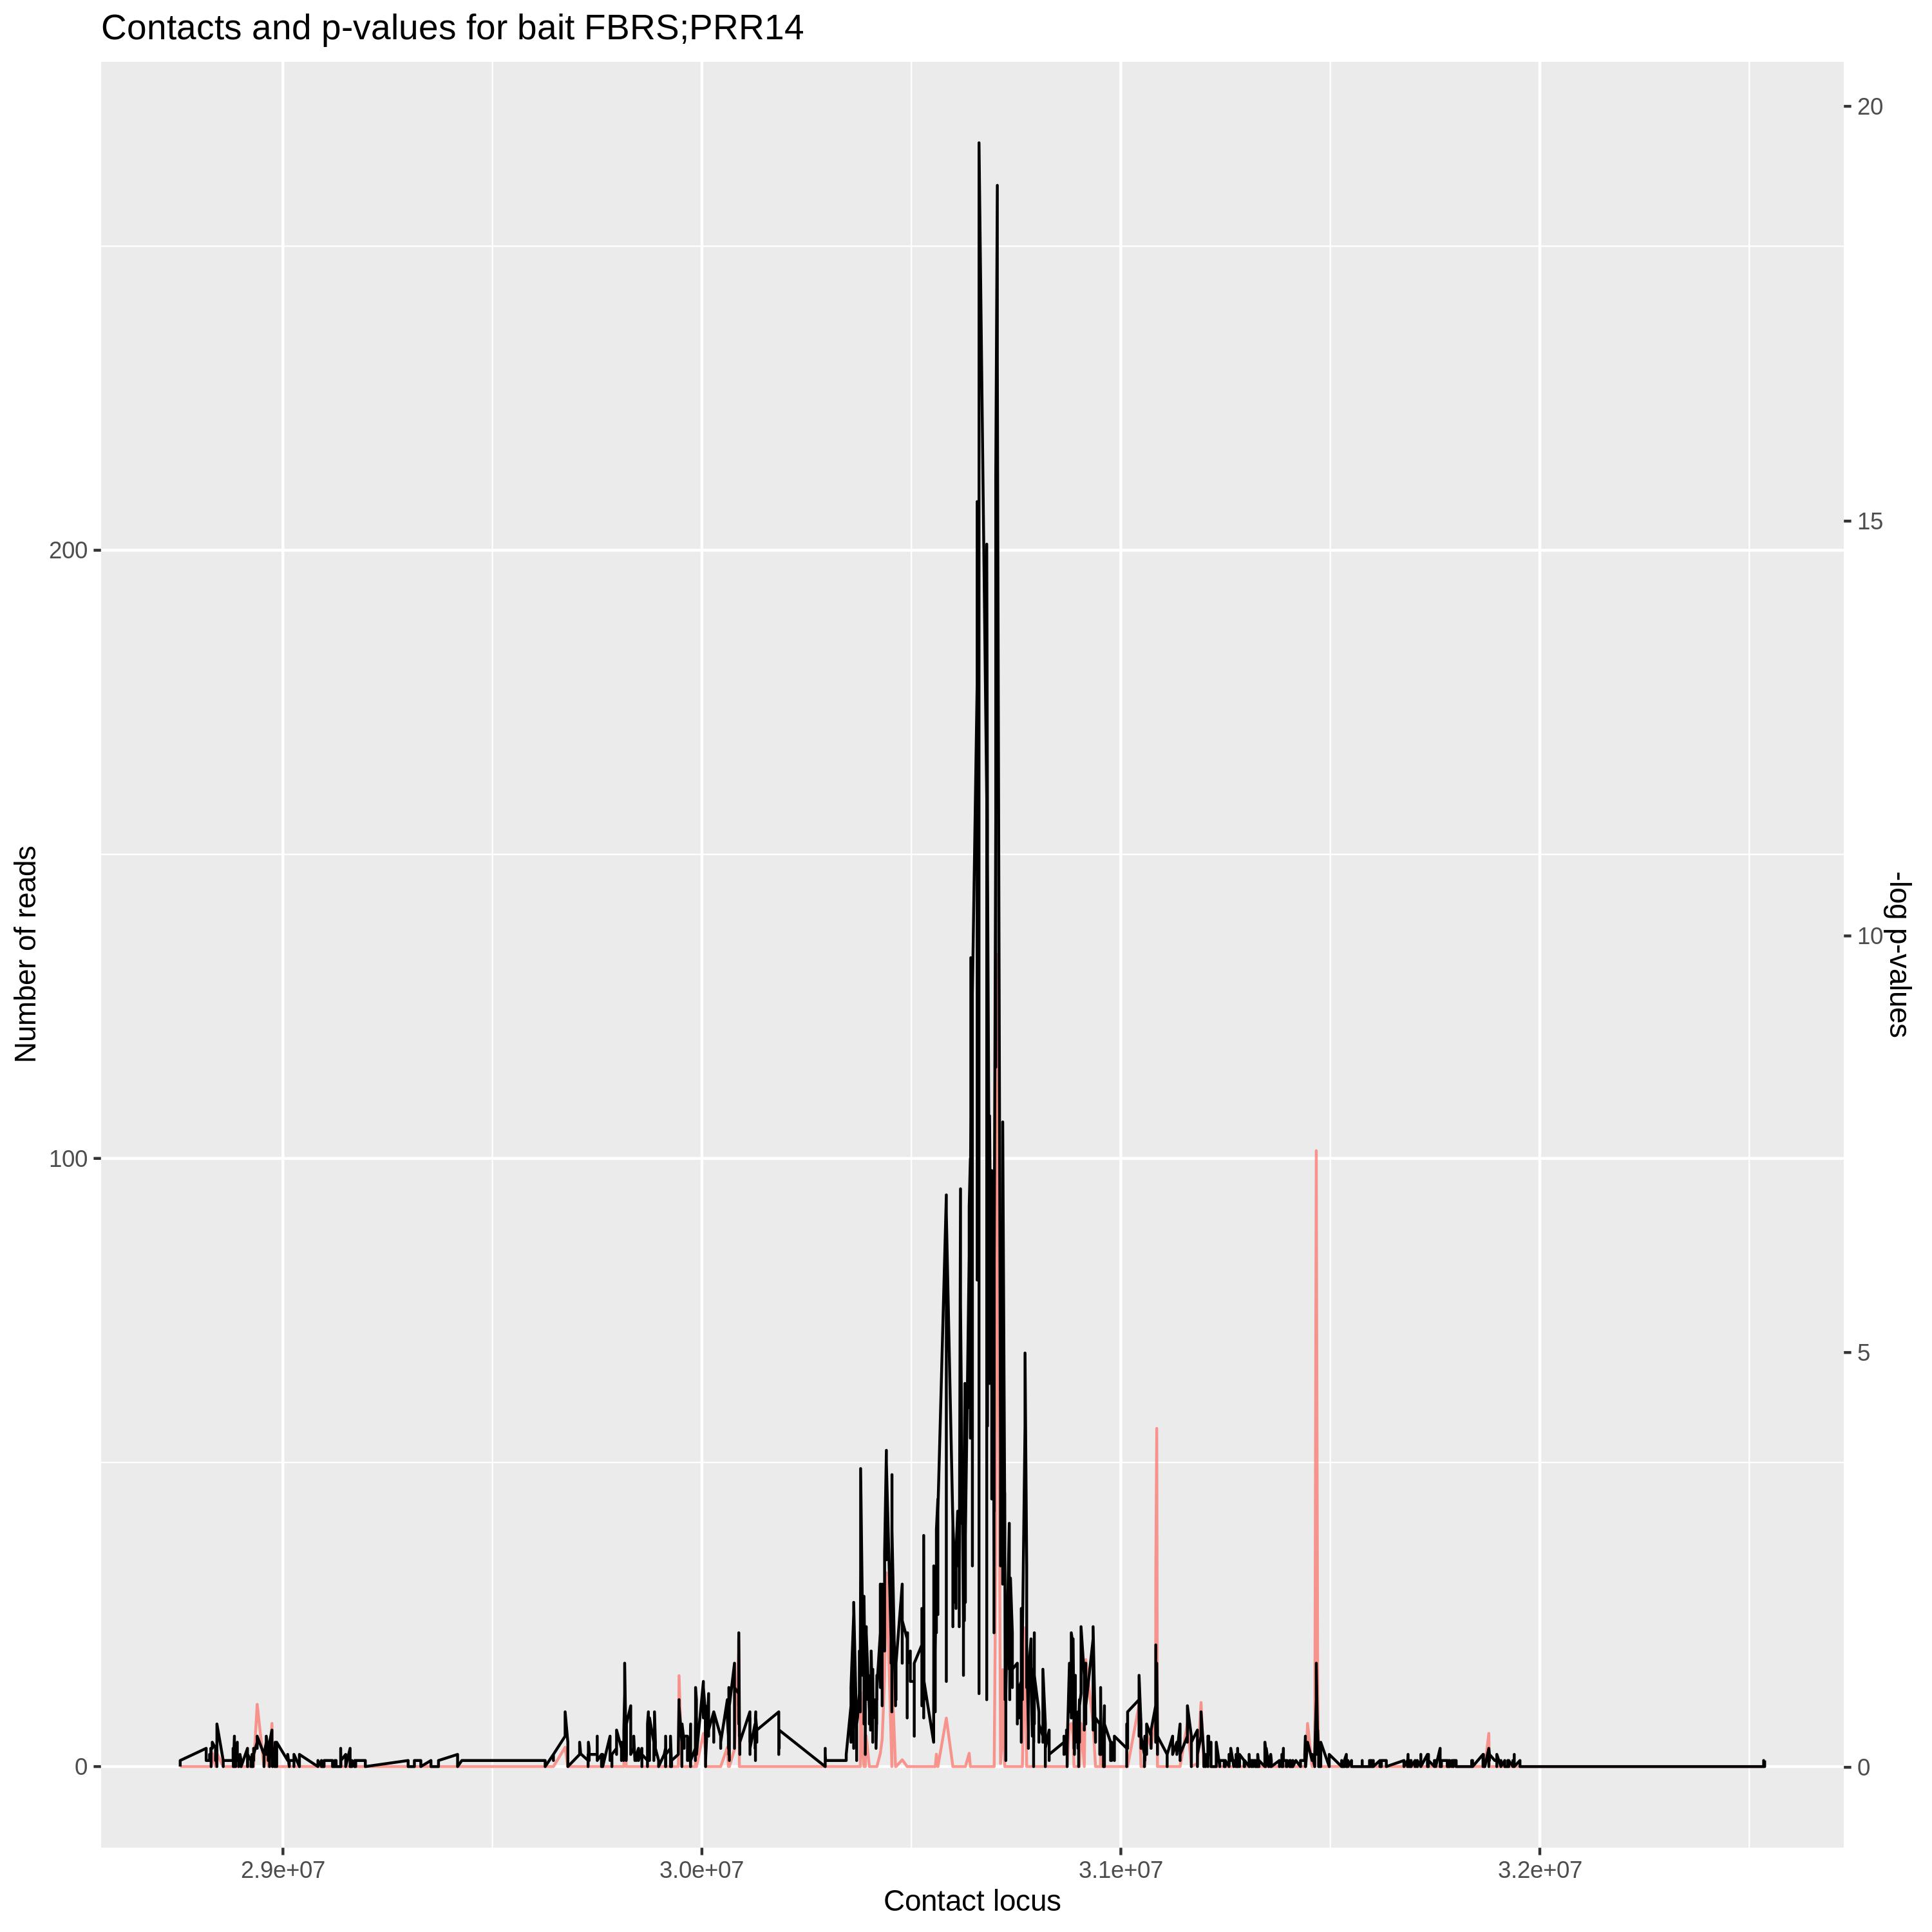 Contacts and p-values for bait FBRS;PRR14
20
15
10
5
0
-log p-values
200
100
0
Number of reads
2.9e+07 3.0e+07 3.1e+07 3.2e+07
Contact locus